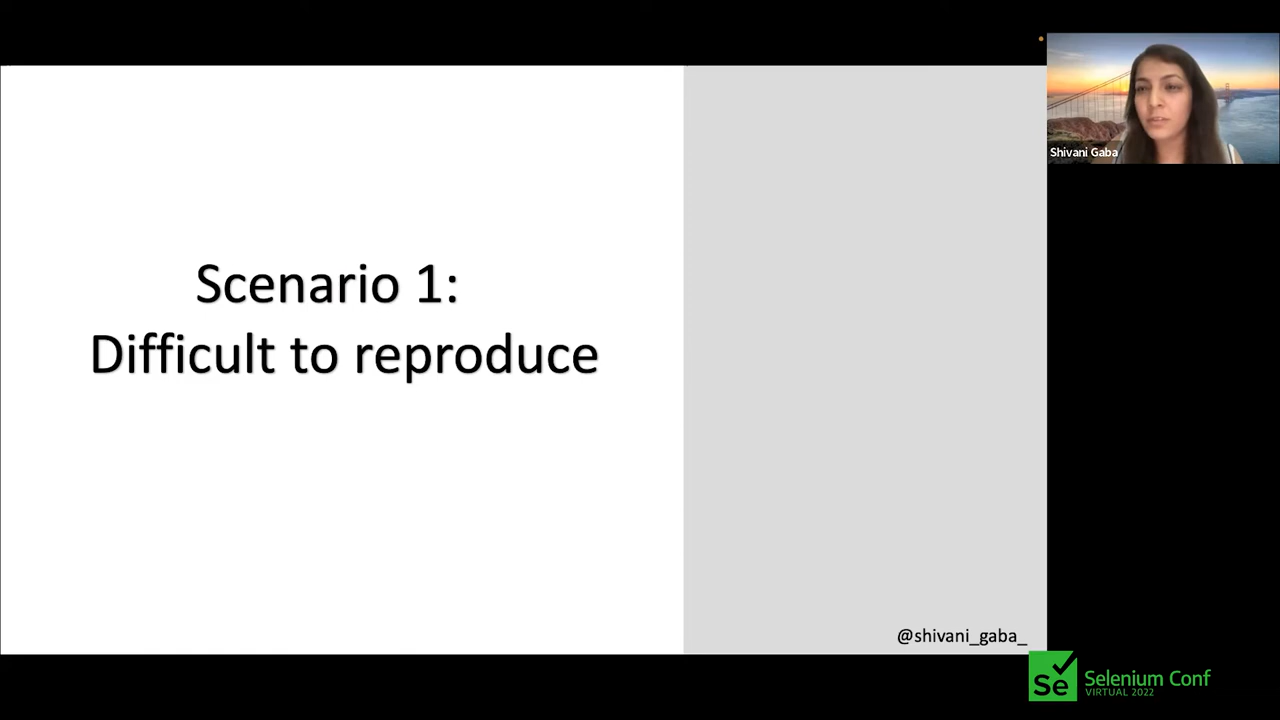 Scenario 1:
Difficult to reproduce
@shivani_gaba_
Shivani Gaba
Se
Selenium Conf
VIRTUAL 2022